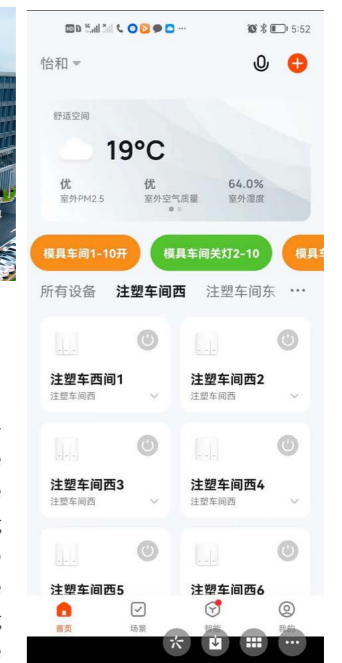 5:52
怡和
舒适空间
19°C
优 优 64.0%
室外PM2.5 室外空气质量 室外湿度
模具车间1-10开 模具车间关灯2-10
所有设备 注塑车间西 注塑车间东 ···
注塑车西间1 注塑车间西2
注塑车间西 注塑车间西
注塑车间西3 注塑车间西4
注塑车间西 注塑车间西
注塑车间西5 注塑车间西6
首页 场景 智能 我的